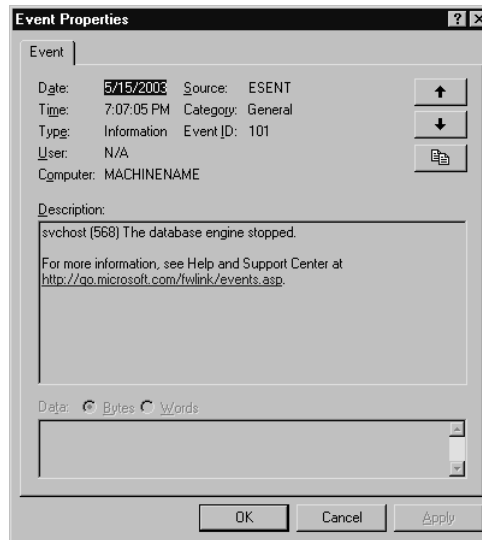 Event Properties
Event
Date: 5/15/2003 Source: ESENT
Time: 7:07:05 PM Category: General
Type: Information Event ID: 101
User: N/A
Computer: MACHINENAME
Description:
svchost (568) The database engine stopped.
For more information, see Help and Support Center at
http://go.microsoft.com/fwlink/events.asp.
Data: Bytes Words
OK Cancel Apply